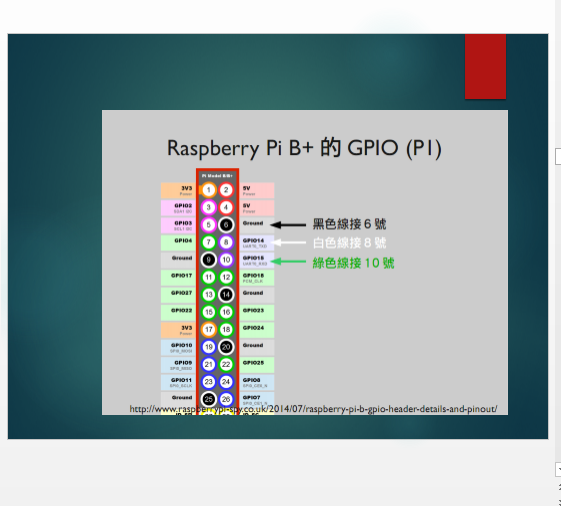 Raspberry Pi B+ 的 GPIO (P1)
Pi Model B/B+
3V3 Power 1 2 5V Power
GPIO2 SDA1 I2C 3 4 5V Power
GPIO3 SCL1 I2C 5 6 Ground
黑色線接 6 號
GPIO4 7 8 GPIO14 UART0_TXD
白色線接 8 號
Ground 9 10 GPIO15 UART0_RXD
綠色線接 10 號
GPIO17 11 12 GPIO18 PCM_CLK
GPIO27 13 14 Ground
GPIO22 15 16 GPIO23
3V3 Power 17 18 GPIO24
GPIO10 SPI0_MOSI 19 20 Ground
GPIO9 SPI0_MISO 21 22 GPIO25
GPIO11 SPI0_SCLK 23 24 GPIO8 SPI0_CE0_N
Ground 25 26 GPIO7 SPI0_CE1_N
http://www.raspberrypi-spy.co.uk/2014/07/raspberry-pi-b-gpio-header-details-and-pinout/